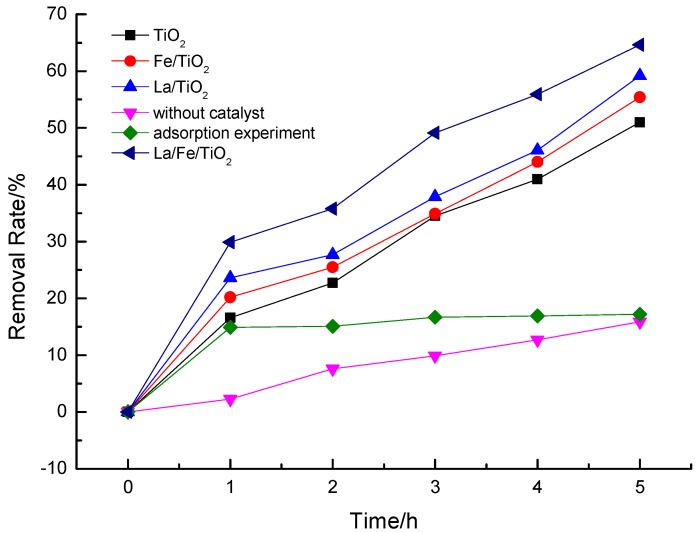 70
60
50
40
30
20
10
0
-10
Removal Rate/%
TiO₂
Fe/TiO₂
La/TiO₂
without catalyst
adsorption experiment
La/Fe/TiO₂
0 1 2 3 4 5
Time/h